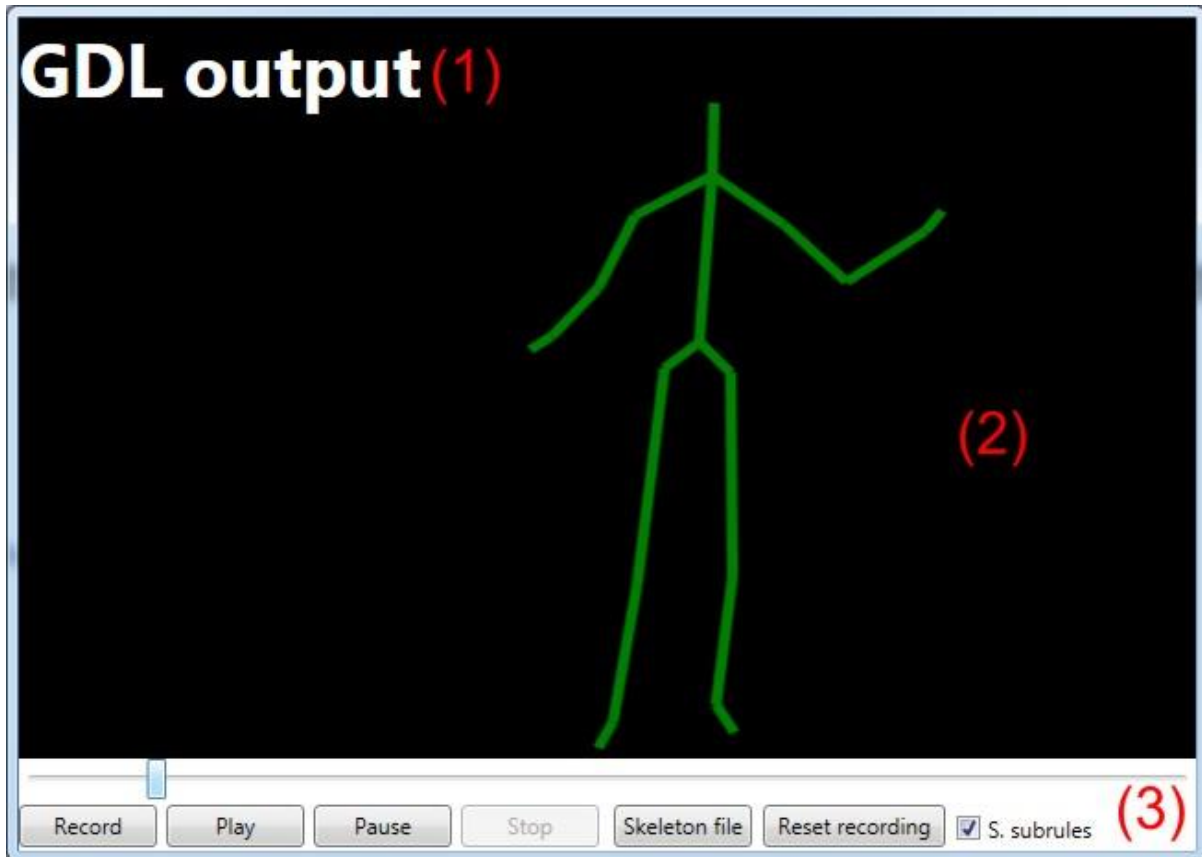 GDL output (1)
(2)
(3)
Record Play Pause Stop Skeleton file Reset recording S. subrules